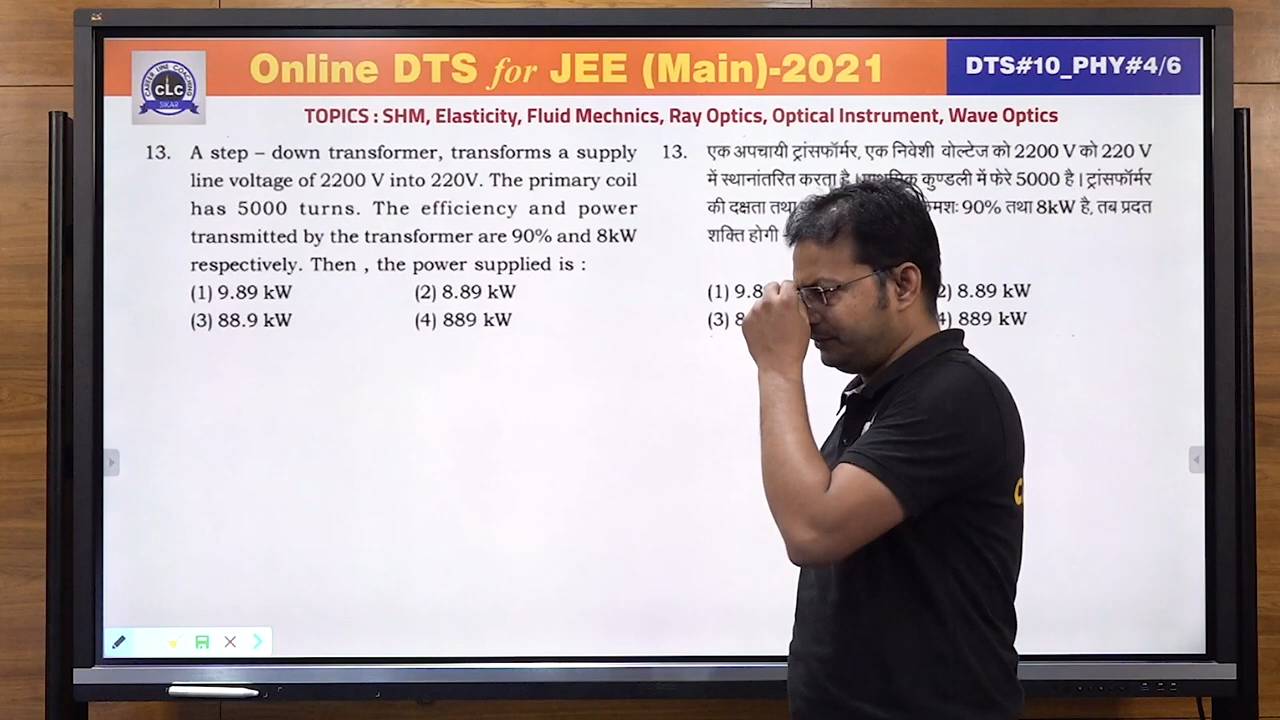 Online DTS for JEE (Main)-2021
DTS#10_PHY#4/6
CAREER LINE COACHING
CLC
SIKAR
TOPICS : SHM, Elasticity, Fluid Mechnics, Ray Optics, Optical Instrument, Wave Optics
13. A step – down transformer, transforms a supply
line voltage of 2200 V into 220V. The primary coil
has 5000 turns. The efficiency and power
transmitted by the transformer are 90% and 8kW
respectively. Then , the power supplied is :
(1) 9.89 kW (2) 8.89 kW
(3) 88.9 kW (4) 889 kW
13. एक अपचायी ट्रांसफॉर्मर, एक निवेशी वोल्टेज को 2200 V को 220 V
में स्थानांतरित करता है। कुण्डली में फेरे 5000 है। ट्रांसफॉर्मर
की दक्षता तथा 90% तथा 8kW है, तब प्रदत
शक्ति होगी
(1) 9.8 2) 8.89 kW
(3) 8 4) 889 kW